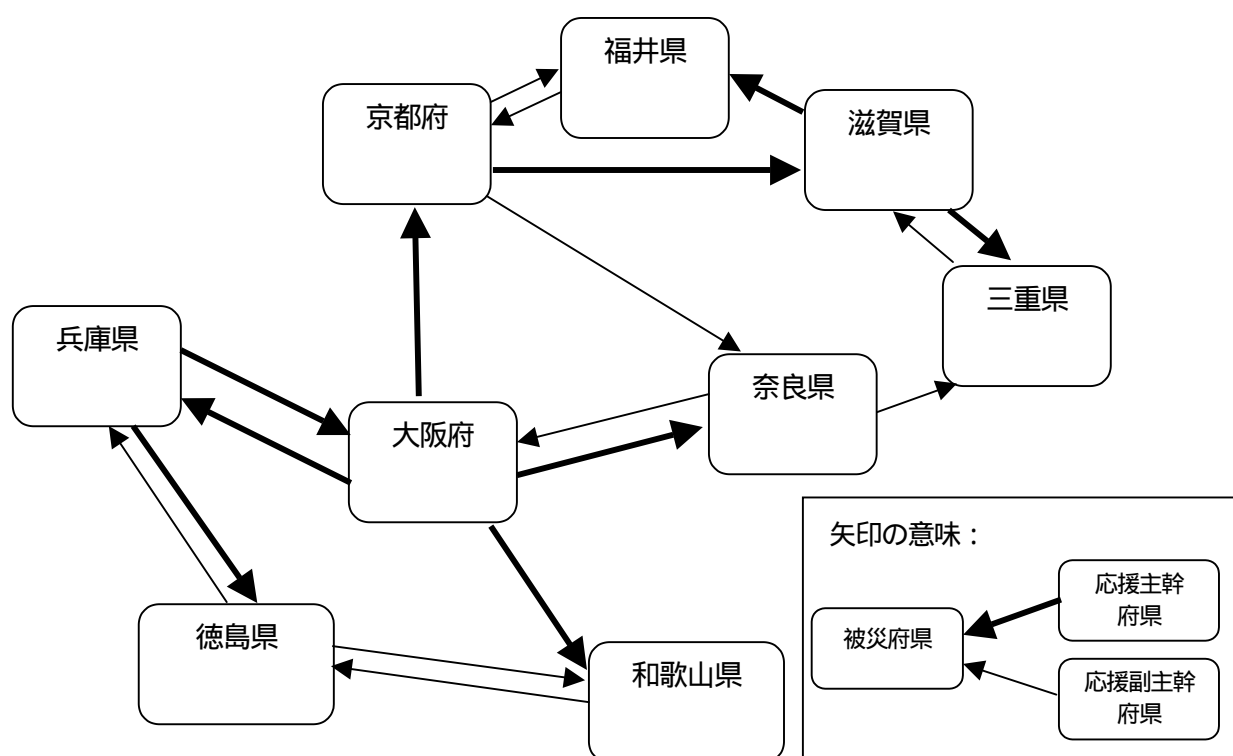 福井県
京都府
滋賀県
三重県
兵庫県
奈良県
大阪府
徳島県
和歌山県
矢印の意味：
応援主幹
府県
被災府県
応援副主幹
府県